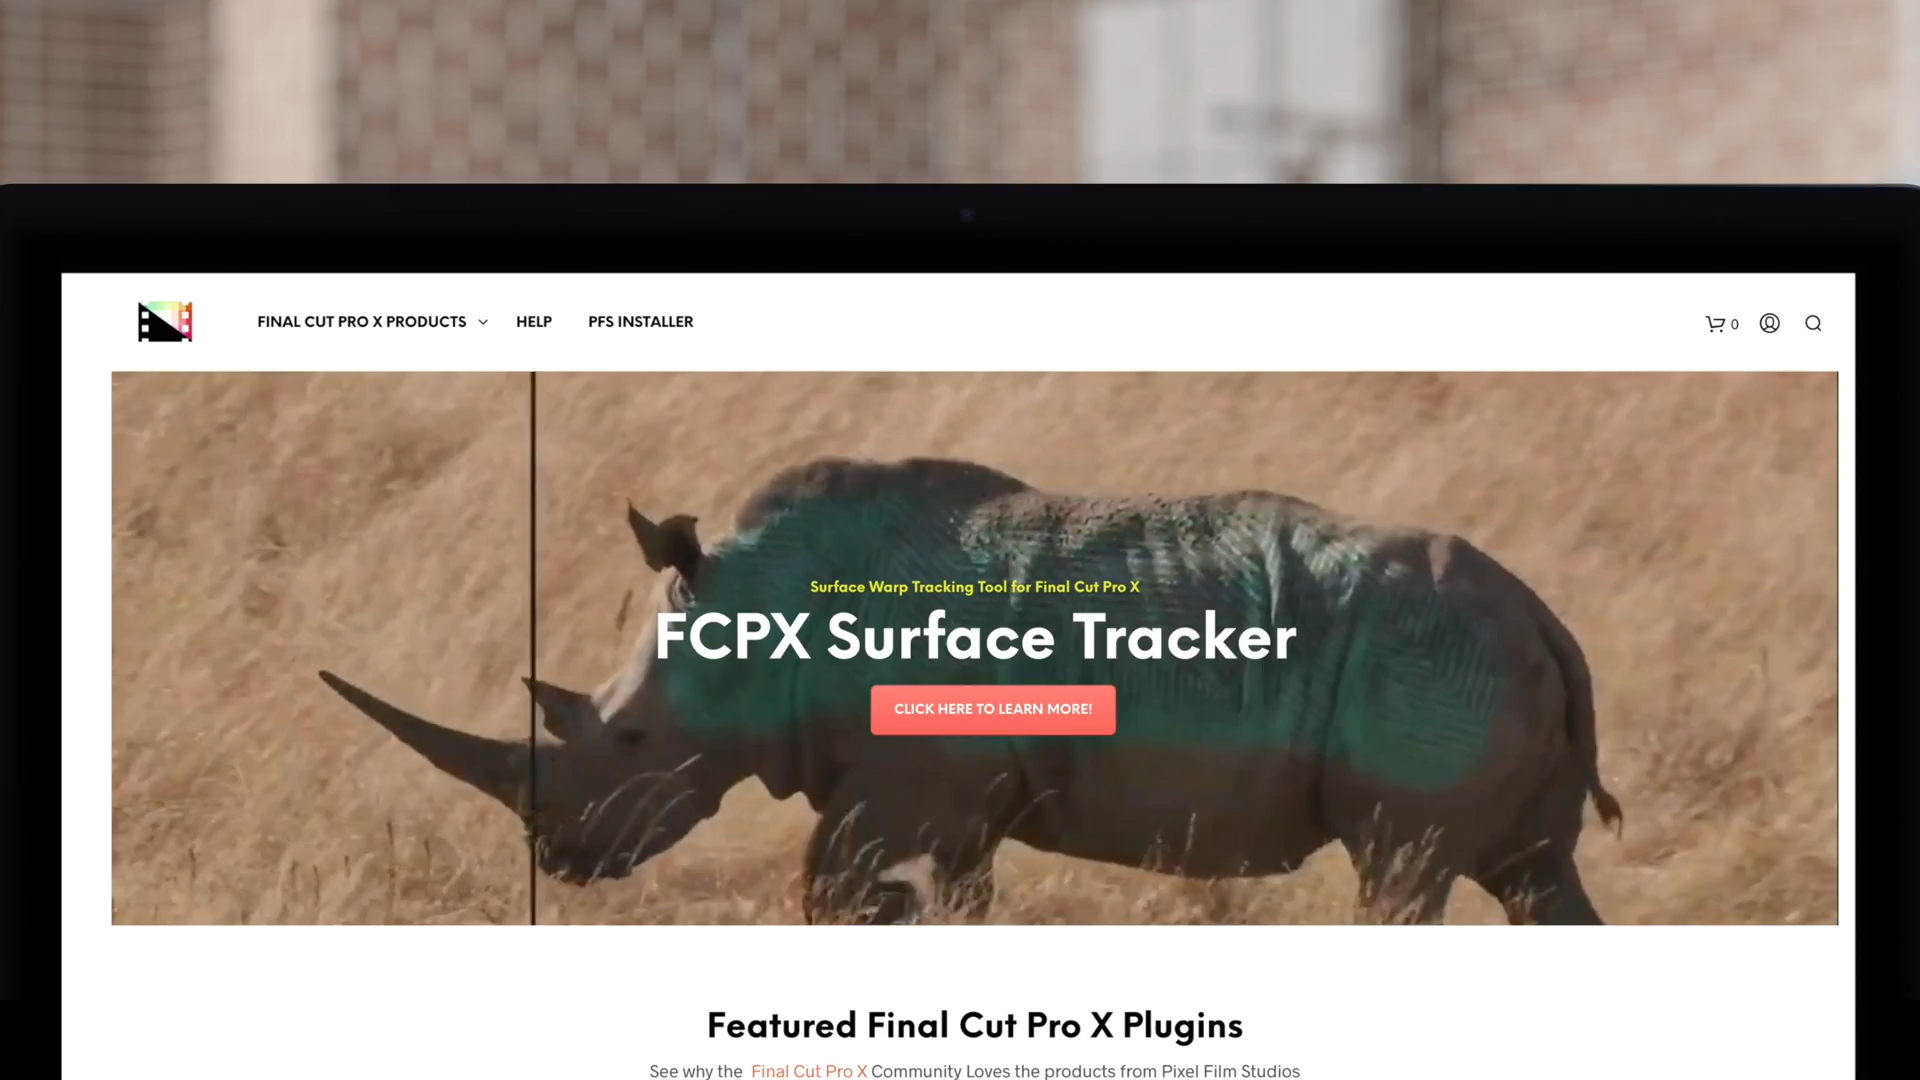 FINAL CUT PRO X PRODUCTS HELP PFS INSTALLER 0
Surface Warp Tracking Tool for Final Cut Pro X
FCPX Surface Tracker
CLICK HERE TO LEARN MORE!
Featured Final Cut Pro X Plugins
See why the Final Cut Pro X Community Loves the products from Pixel Film Studios